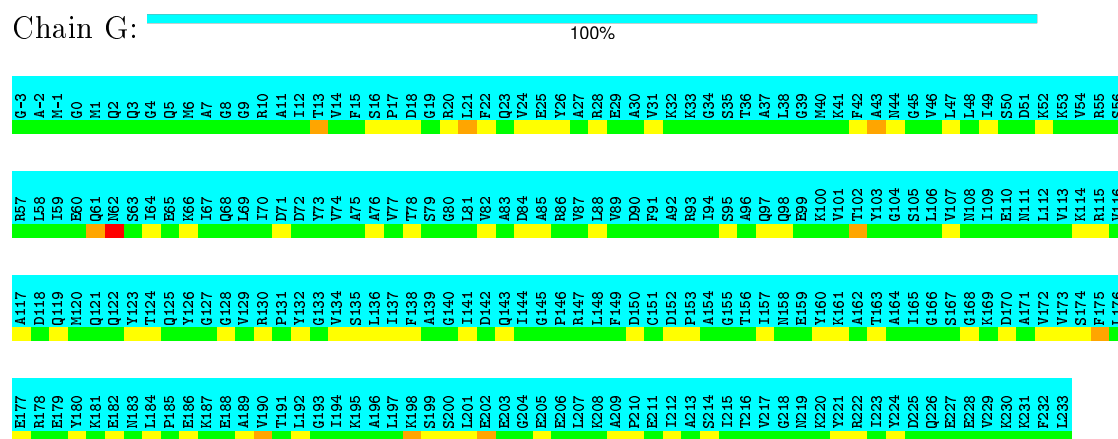 Chain G:
100%
G-3 A-2 M-1 G0 M1 Q2 Q3 G4 Q5 M6 A7 G8 G9 R10 A11 I12 T13 V14 F15 S16 P17 D18 G19 R20 L21 F22 Q23 V24 E25 Y26 A27 R28 E29 A30 V31 K32 K33 G34 S35 T36 A37 L38 G39 M40 K41 F42 A43 N44 G45 V46 L47 L48 I49 S50 D51 K52 K53 V54 R55 S56
R57 L58 I59 E60 Q61 N62 S63 I64 E65 K66 I67 Q68 L69 I70 D71 D72 Y73 V74 A75 A76 V77 T78 S79 G80 L81 V82 A83 D84 A85 R86 V87 L88 V89 D90 F91 A92 R93 I94 S95 A96 Q97 Q98 E99 K100 V101 T102 Y103 G104 S105 L106 V107 N108 I109 E110 N111 L112 V113 K114 R115 V116
A117 D118 Q119 M120 Q121 Q122 Y123 T124 Q125 Y126 G127 G128 V129 R130 P131 Y132 G133 V134 S135 L136 I137 F138 A139 G140 I141 D142 Q143 I144 G145 P146 R147 L148 F149 D150 C151 D152 P153 A154 G155 T156 I157 N158 E159 Y160 K161 A162 T163 A164 I165 G166 S167 G168 K169 D170 A171 V172 V173 S174 F175 L176
E177 R178 E179 Y180 K181 E182 N183 L184 P185 E186 K187 E188 A189 V190 T191 L192 G193 I194 K195 A196 L197 K198 S199 S200 L201 E202 E203 G204 E205 E206 L207 K208 A209 P210 E211 I212 A213 S214 I215 T216 V217 G218 N219 K220 Y221 R222 I223 Y224 D225 Q226 E227 E228 V229 K230 K231 F232 L233